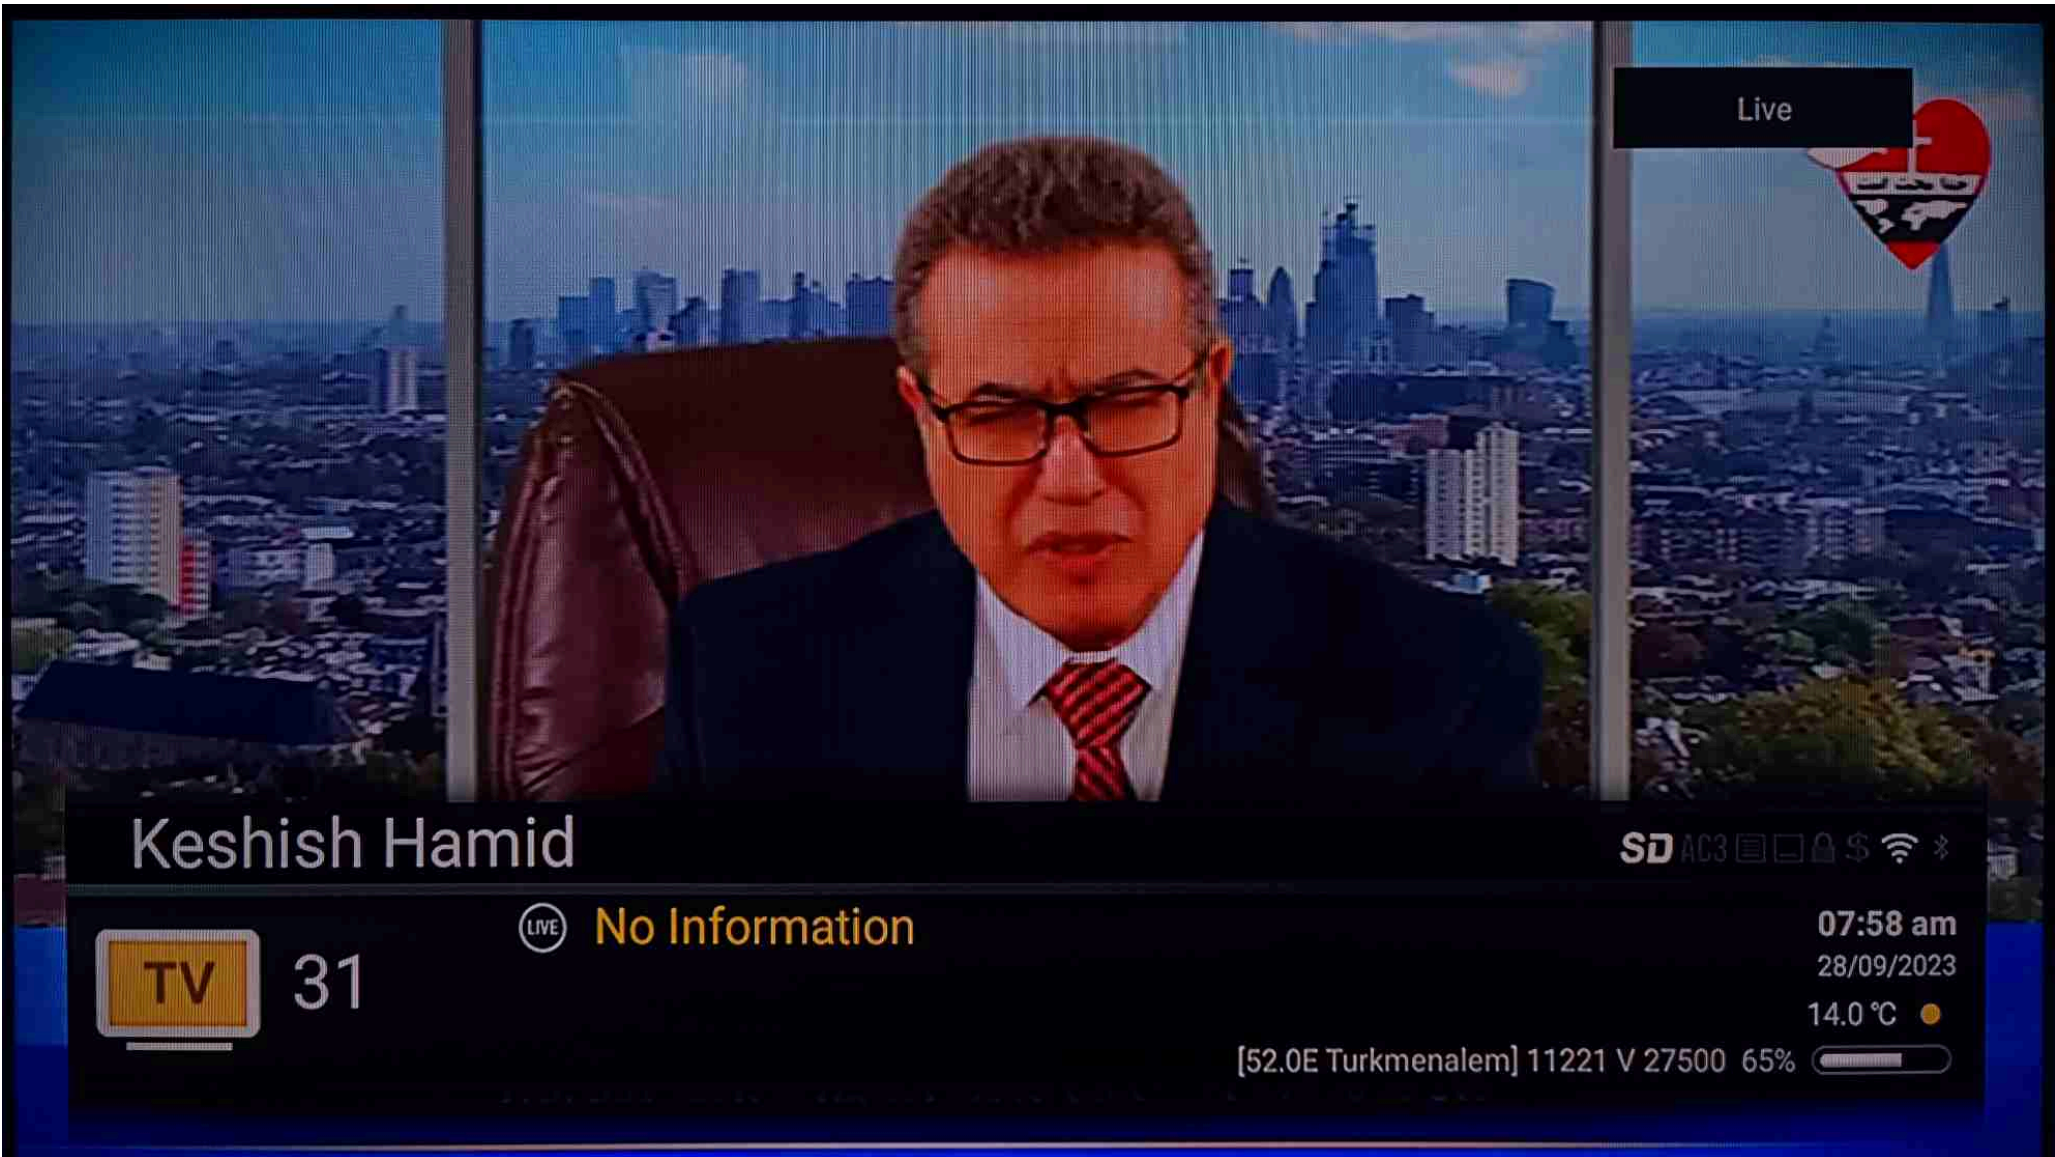 Live
Keshish Hamid
SD AC3 $
LIVE No Information
07:58 am
TV 31
28/09/2023
14.0 °C
[52.0E Turkmenalem] 11221 V 27500 65%